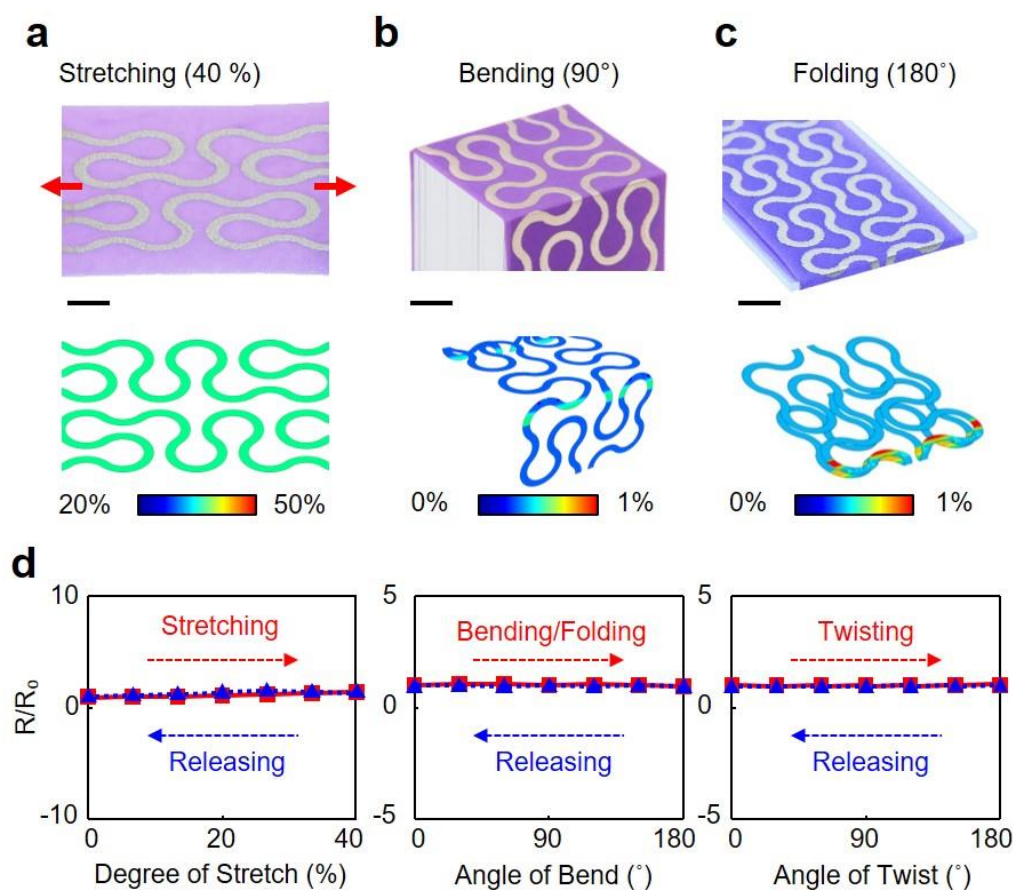 a
Stretching (40 %)
b
Bending (90°)
c
Folding (180°)
20% 50%
0% 1%
0% 1%
d
R/R₀
10
0
-10
Stretching
Releasing
0 20 40
Degree of Stretch (%)
5
0
-5
Bending/Folding
Releasing
0 90 180
Angle of Bend (°)
5
0
-5
Twisting
Releasing
0 90 180
Angle of Twist (°)